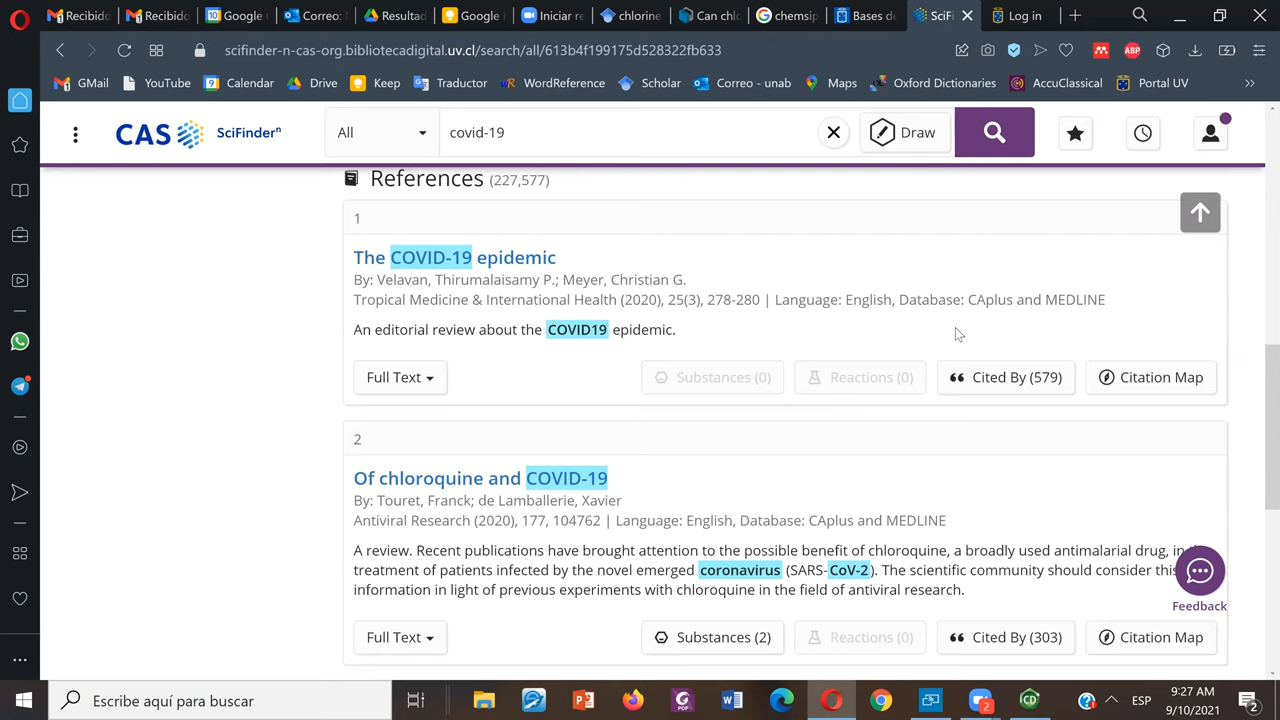 Recibido
Recibido
Google (
Correo:
Resultad
Google f
Iniciar re
chlorine
Can chlo
chemsip
Bases de
SciFi
Log in
scifinder-n-cas-org.bibliotecadigital.uv.cl/search/all/613b4f199175d528322fb633
GMail
YouTube
Calendar
Drive
Keep
Traductor
WordReference
Scholar
Correo - unab
Maps
Oxford Dictionaries
AccuClassical
Portal UV
CAS SciFinderⁿ
All
covid-19
Draw
References (227,577)
1
The COVID-19 epidemic
By: Velavan, Thirumalaisamy P.; Meyer, Christian G.
Tropical Medicine & International Health (2020), 25(3), 278-280 | Language: English, Database: CAplus and MEDLINE
An editorial review about the COVID19 epidemic.
Full Text
Substances (0)
Reactions (0)
Cited By (579)
Citation Map
2
Of chloroquine and COVID-19
By: Touret, Franck; de Lamballerie, Xavier
Antiviral Research (2020), 177, 104762 | Language: English, Database: CAplus and MEDLINE
A review. Recent publications have brought attention to the possible benefit of chloroquine, a broadly used antimalarial drug, in
treatment of patients infected by the novel emerged coronavirus (SARS-CoV-2). The scientific community should consider this
information in light of previous experiments with chloroquine in the field of antiviral research.
Feedback
Full Text
Substances (2)
Reactions (0)
Cited By (303)
Citation Map
Escribe aquí para buscar
ESP
9:27 AM
9/10/2021